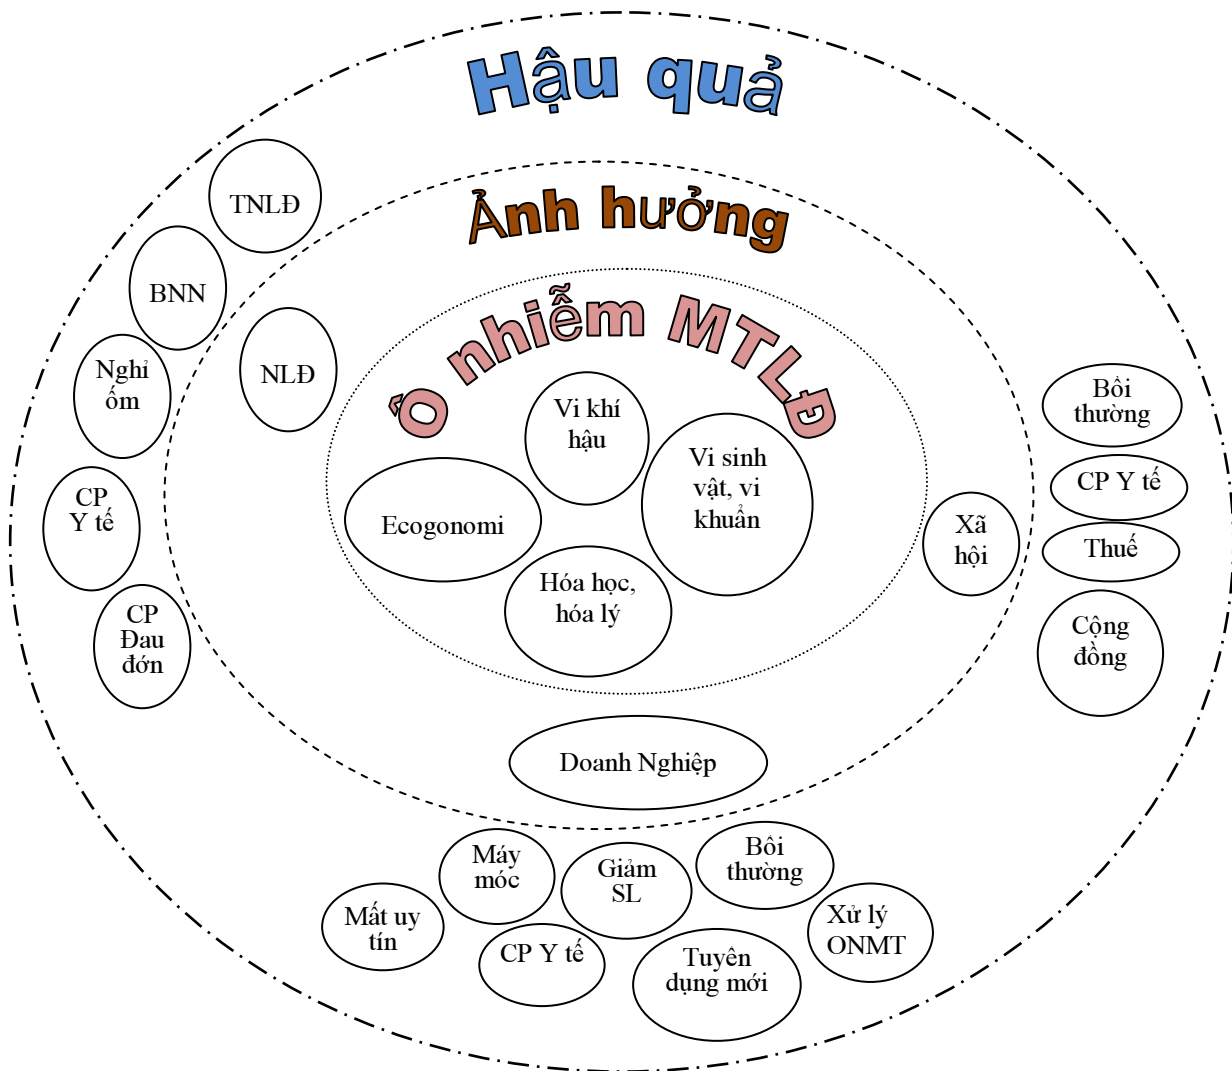 Hậu quả
Ảnh hưởng
Ô nhiễm MTLĐ
TNLĐ
BNN
Nghỉ
ốm
CP
Y tế
CP
Đau
đớn
NLĐ
Vi khí
hậu
Vi sinh
vật, vi
khuẩn
Ecogonomi
Hóa học,
hóa lý
Xã
hội
Bồi
thường
CP Y tế
Thuế
Cộng
đồng
Doanh Nghiệp
Máy
móc
Giảm
SL
Bồi
thường
Mất uy
tín
CP Y tế
Tuyên
dụng mới
Xử lý
ONMT